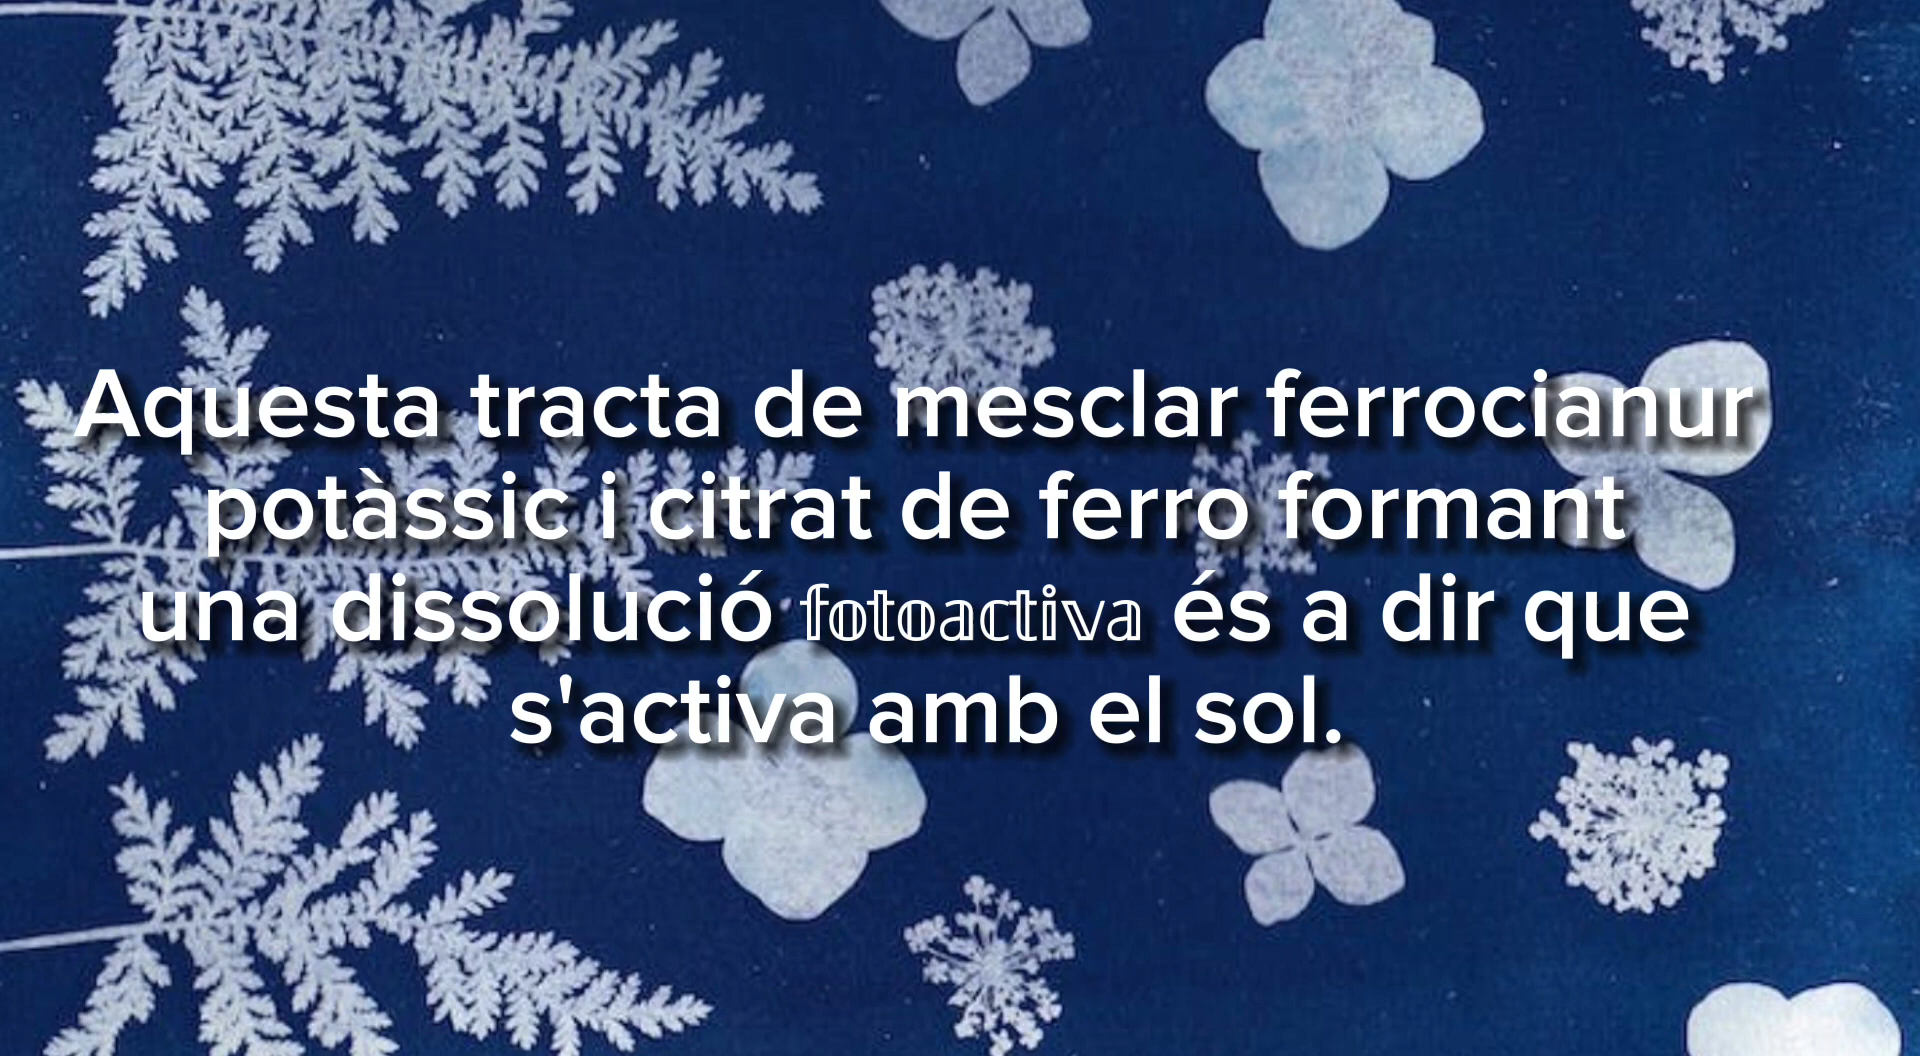 Aquesta tracta de mesclar ferrocianur
potàssic i citrat de ferro formant
una dissolució fotoactiva és a dir que
s'activa amb el sol.